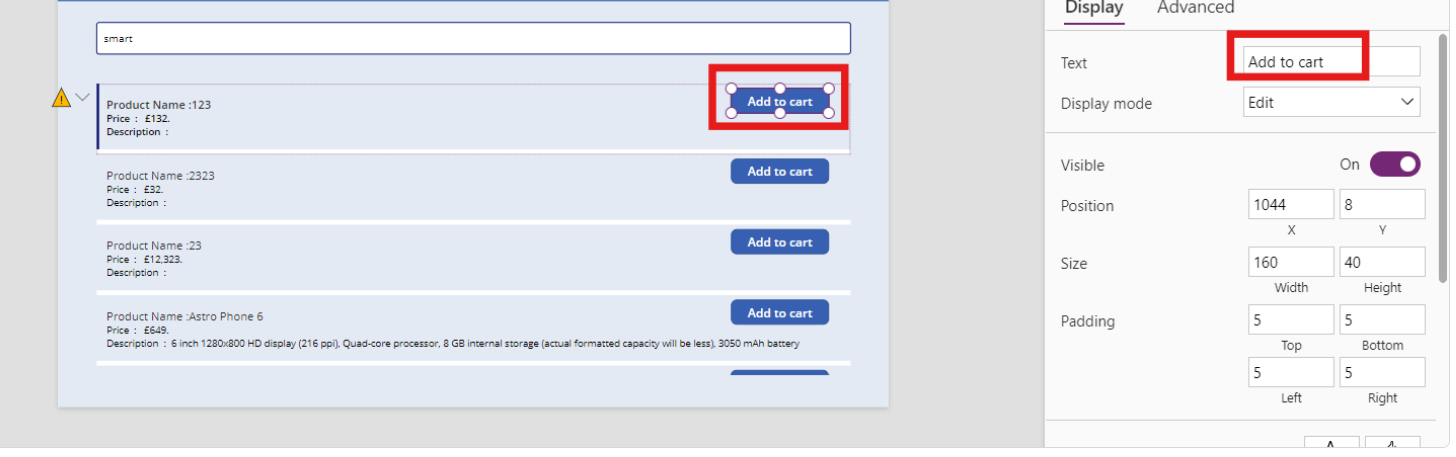 Display Advanced
smart
Text Add to cart
Product Name :123
Add to cart
Price : £132.
Description :
Display mode Edit
Visible On
Product Name :2323
Add to cart
Price : £32.
Description :
Position 1044 8
X Y
Product Name :23
Add to cart
Price : £12,323.
Description :
Size 160 40
Width Height
Product Name :Astro Phone 6
Add to cart
Price : £649.
Description : 6 inch 1280x800 HD display (216 ppi), Quad-core processor, 8 GB internal storage (actual formatted capacity will be less), 3050 mAh battery
Padding 5 5
Top Bottom
5 5
Left Right